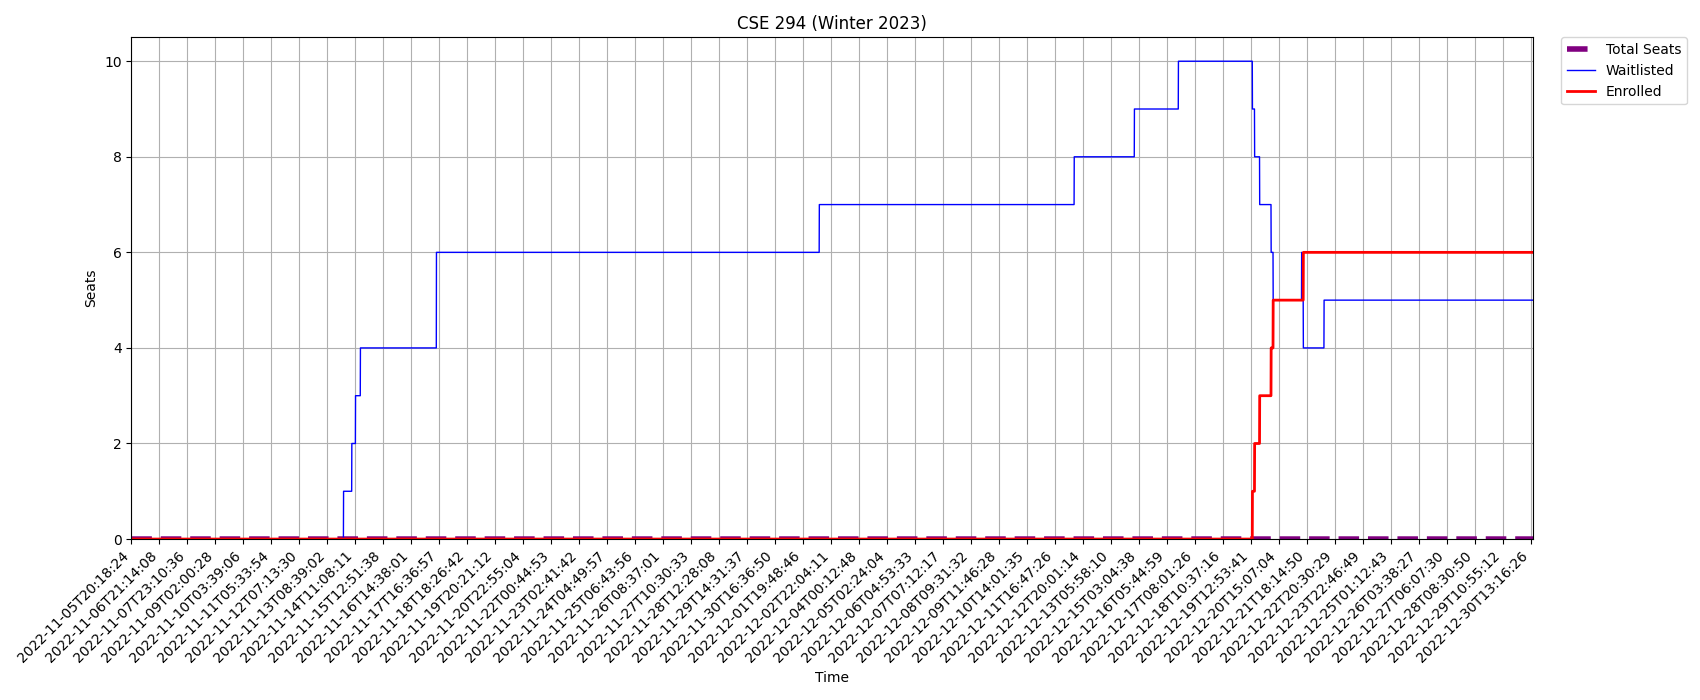 CSE 294 (Winter 2023)
Total Seats
Waitlisted
Enrolled
10
8
6
4
2
0
Seats
2022-11-05T20:18:24
2022-11-06T21:14:08
2022-11-07T23:10:36
2022-11-09T02:00:28
2022-11-10T03:39:06
2022-11-11T05:33:54
2022-11-12T07:13:30
2022-11-13T08:39:02
2022-11-14T11:08:11
2022-11-15T12:51:38
2022-11-16T14:38:01
2022-11-17T16:36:57
2022-11-18T18:26:42
2022-11-19T20:21:12
2022-11-20T22:55:04
2022-11-22T00:44:53
2022-11-23T02:41:42
2022-11-24T04:49:57
2022-11-25T06:43:56
2022-11-26T08:37:01
2022-11-27T10:30:33
2022-11-28T12:28:08
2022-11-29T14:31:37
2022-11-30T16:36:50
2022-12-01T19:48:46
2022-12-02T22:04:11
2022-12-04T00:12:48
2022-12-05T02:24:04
2022-12-06T04:53:33
2022-12-07T07:12:17
2022-12-08T09:31:32
2022-12-09T11:46:28
2022-12-10T14:01:35
2022-12-11T16:47:26
2022-12-12T20:01:14
2022-12-13T23:58:10
2022-12-15T03:04:38
2022-12-16T05:44:59
2022-12-17T08:01:26
2022-12-18T10:37:16
2022-12-19T12:53:41
2022-12-20T15:07:04
2022-12-21T18:14:50
2022-12-22T20:30:29
2022-12-23T22:46:49
2022-12-25T01:12:43
2022-12-26T03:38:27
2022-12-27T06:07:30
2022-12-28T08:30:50
2022-12-29T10:55:12
2022-12-30T13:16:26
Time